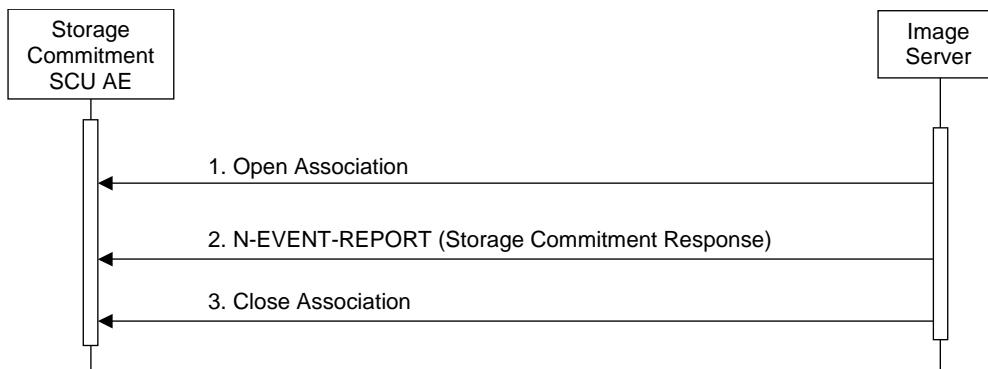 Storage
Commitment
SCU AE
Image
Server
1. Open Association
2. N-EVENT-REPORT (Storage Commitment Response)
3. Close Association